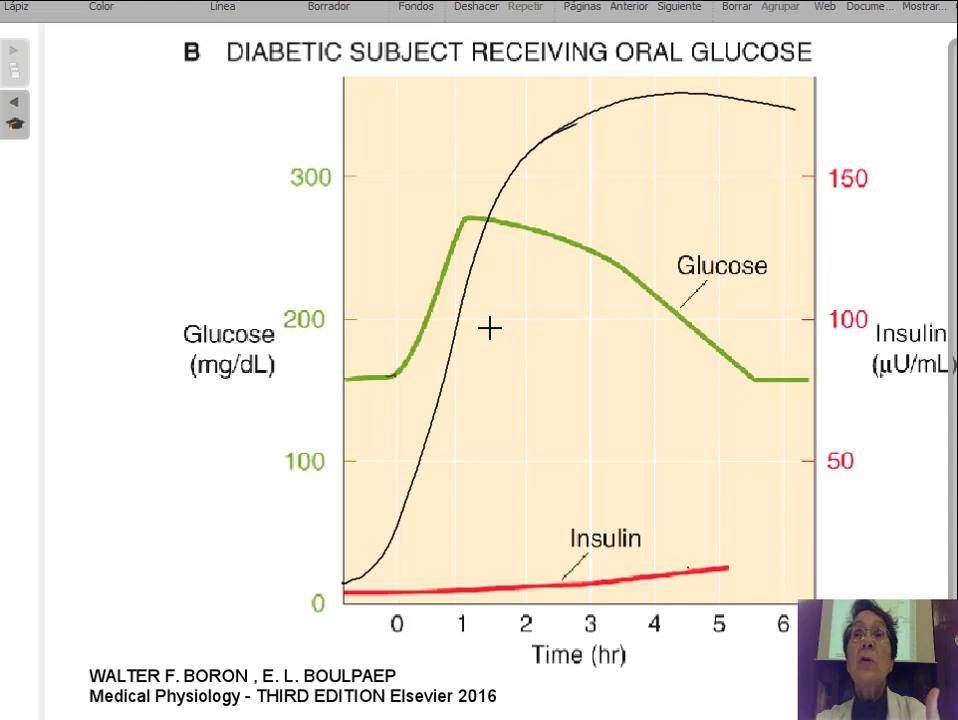 Lápiz Color Línea Borrador Fondos Deshacer Repetir Páginas Anterior Siguiente Borrar Agrupar Web Docume... Mostrar...
B DIABETIC SUBJECT RECEIVING ORAL GLUCOSE
300
150
Glucose
200
100
Glucose
(mg/dL)
Insulin
(μU/mL)
100
50
Insulin
0
0 1 2 3 4 5 6
Time (hr)
WALTER F. BORON , E. L. BOULPAEP
Medical Physiology - THIRD EDITION Elsevier 2016